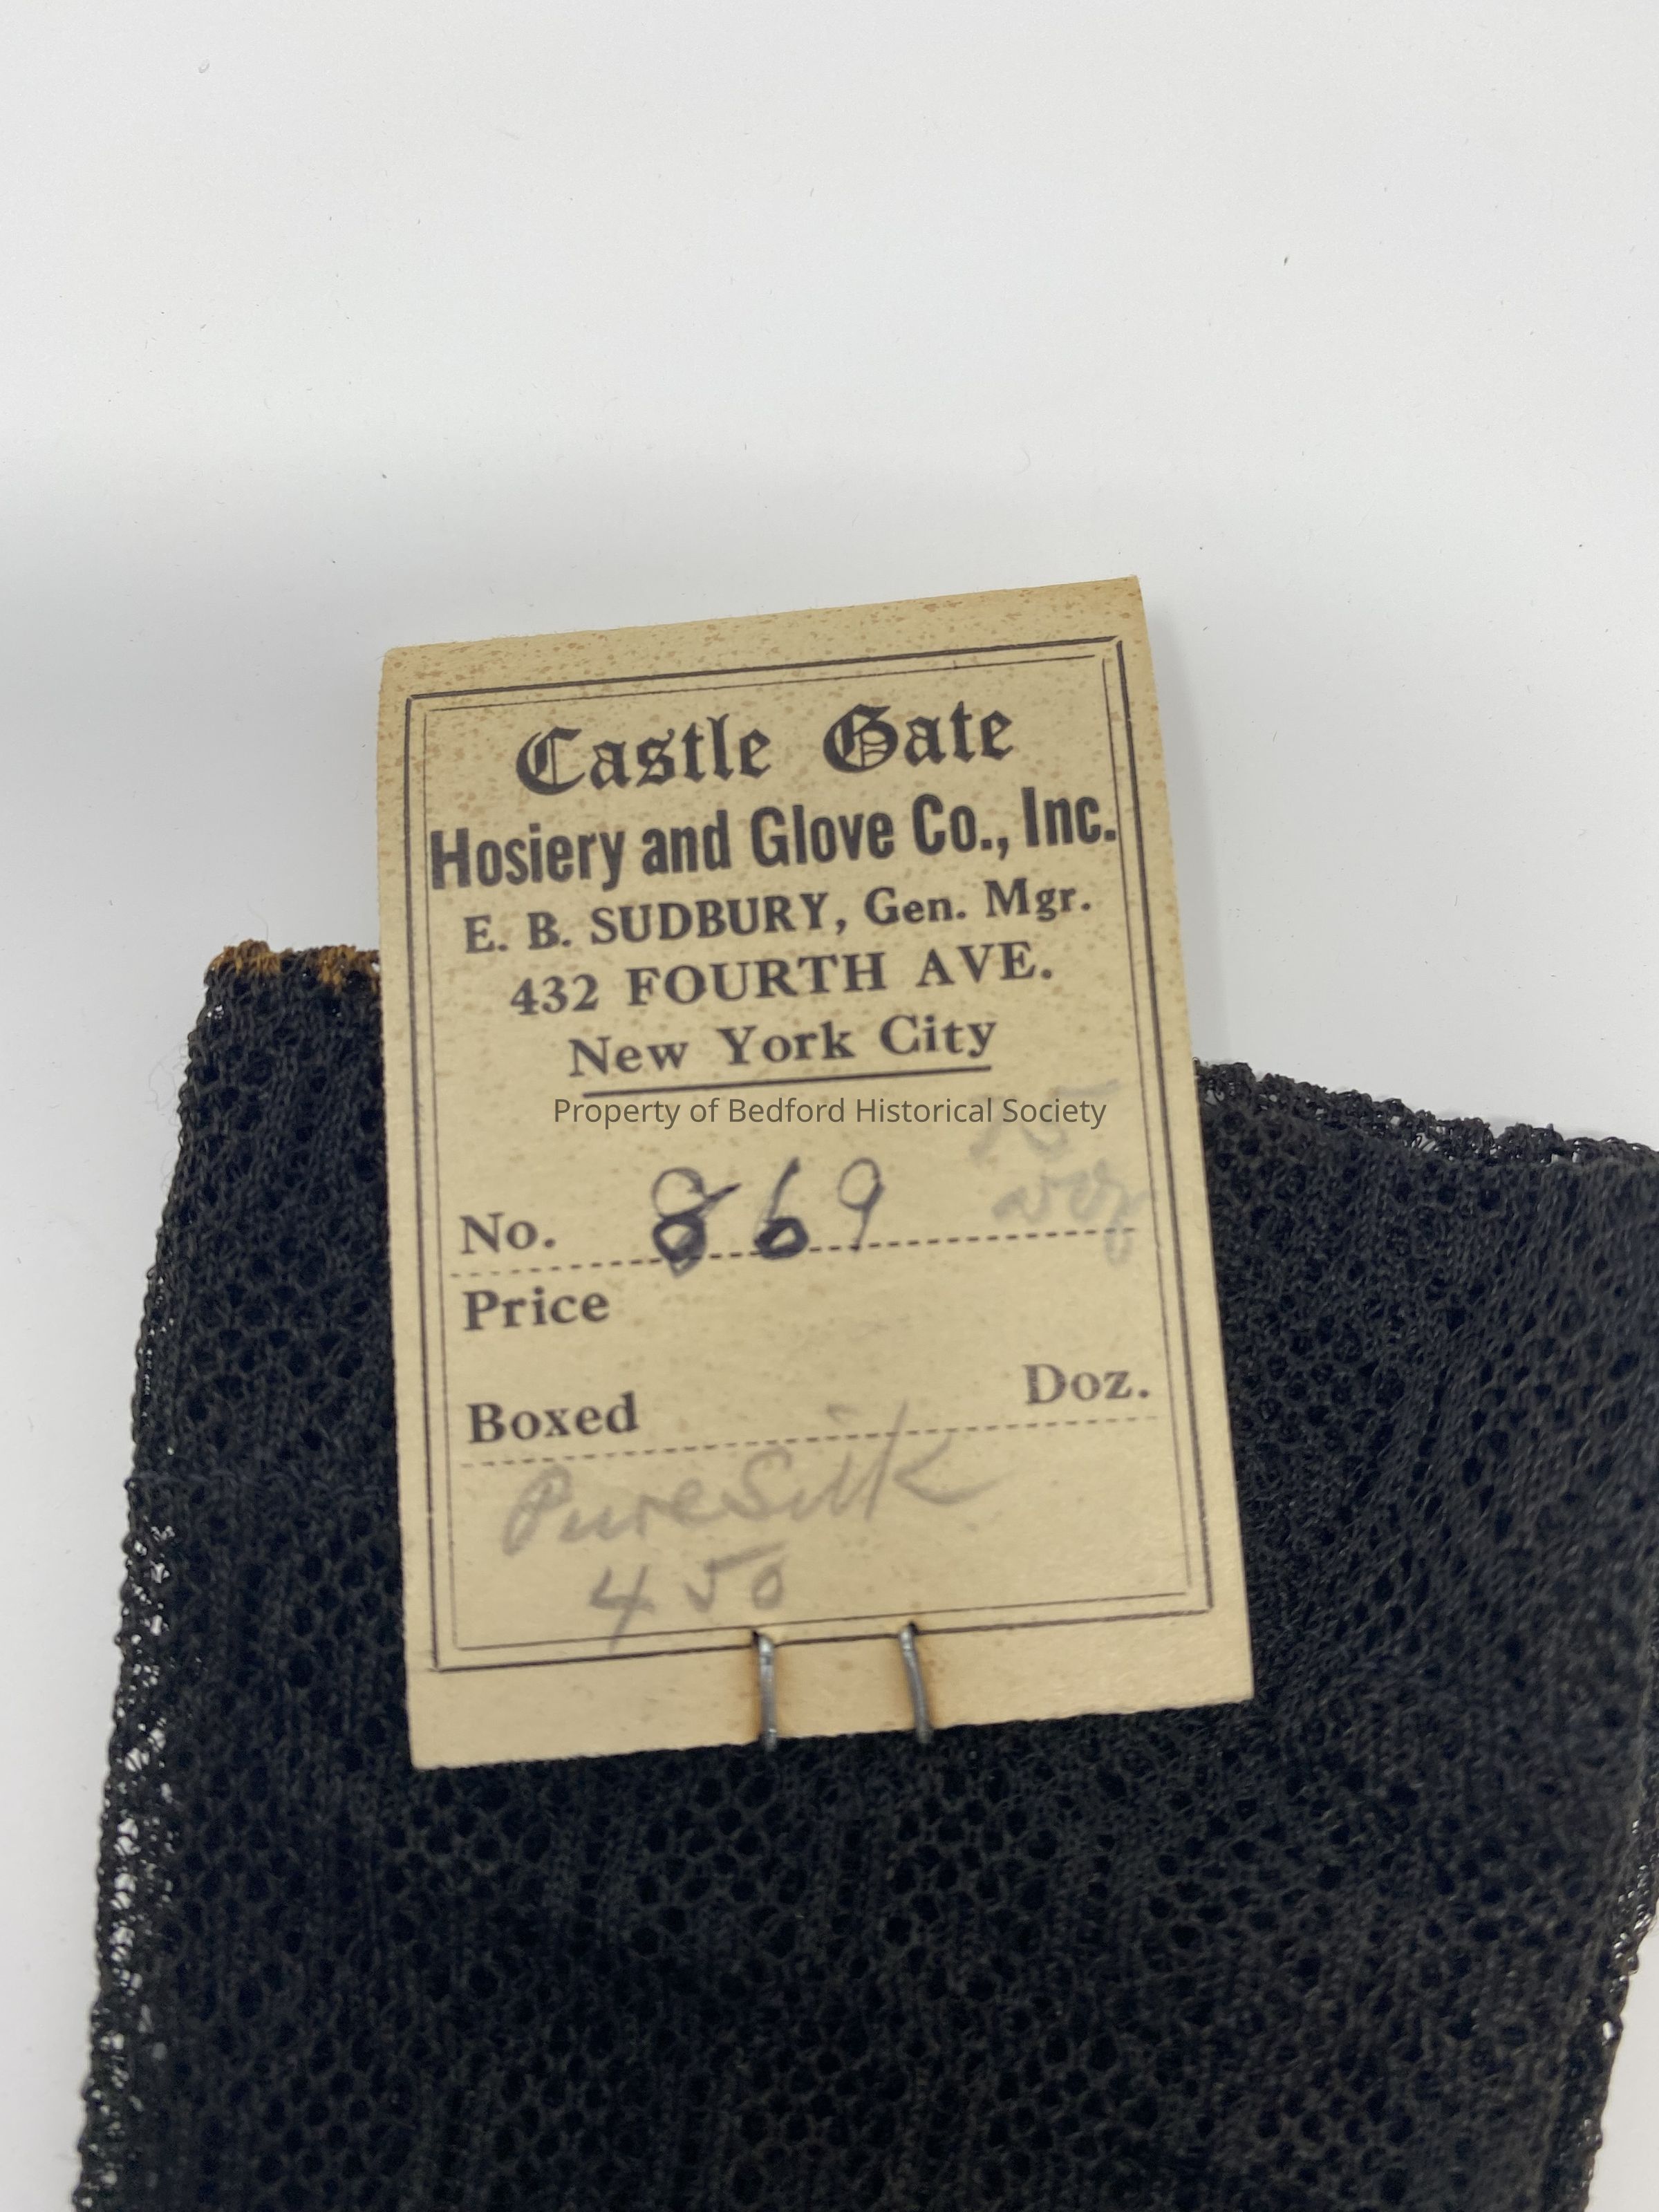 Castle Gate
Hosiery and Glove Co., Inc.
E. B. SUDBURY, Gen. Mgr.
432 FOURTH AVE.
New York City
Property of Bedford Historical Society
15
No. 869
Price
Boxed Doz.
Pure Silk
450